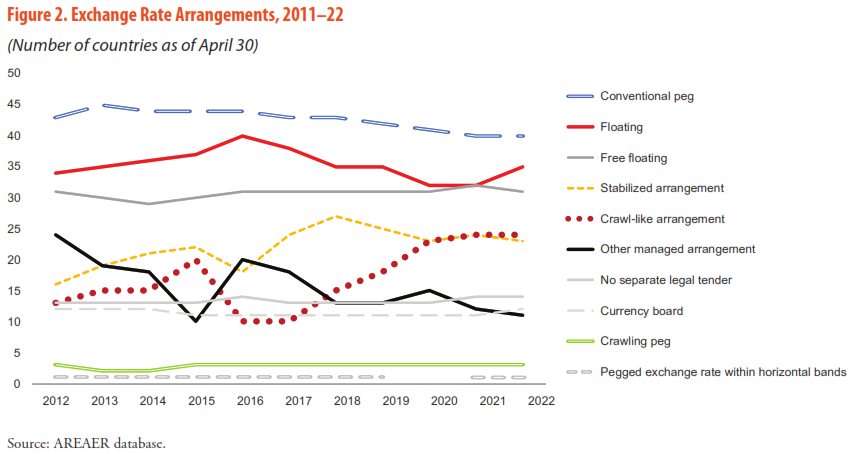 Figure 2. Exchange Rate Arrangements, 2011–22
(Number of countries as of April 30)
50
45
40
35
30
25
20
15
10
5
0
2012 2013 2014 2015 2016 2017 2018 2019 2020 2021 2022
Conventional peg
Floating
Free floating
Stabilized arrangement
Crawl-like arrangement
Other managed arrangement
No separate legal tender
Currency board
Crawling peg
Pegged exchange rate within horizontal bands
Source: AREAER database.